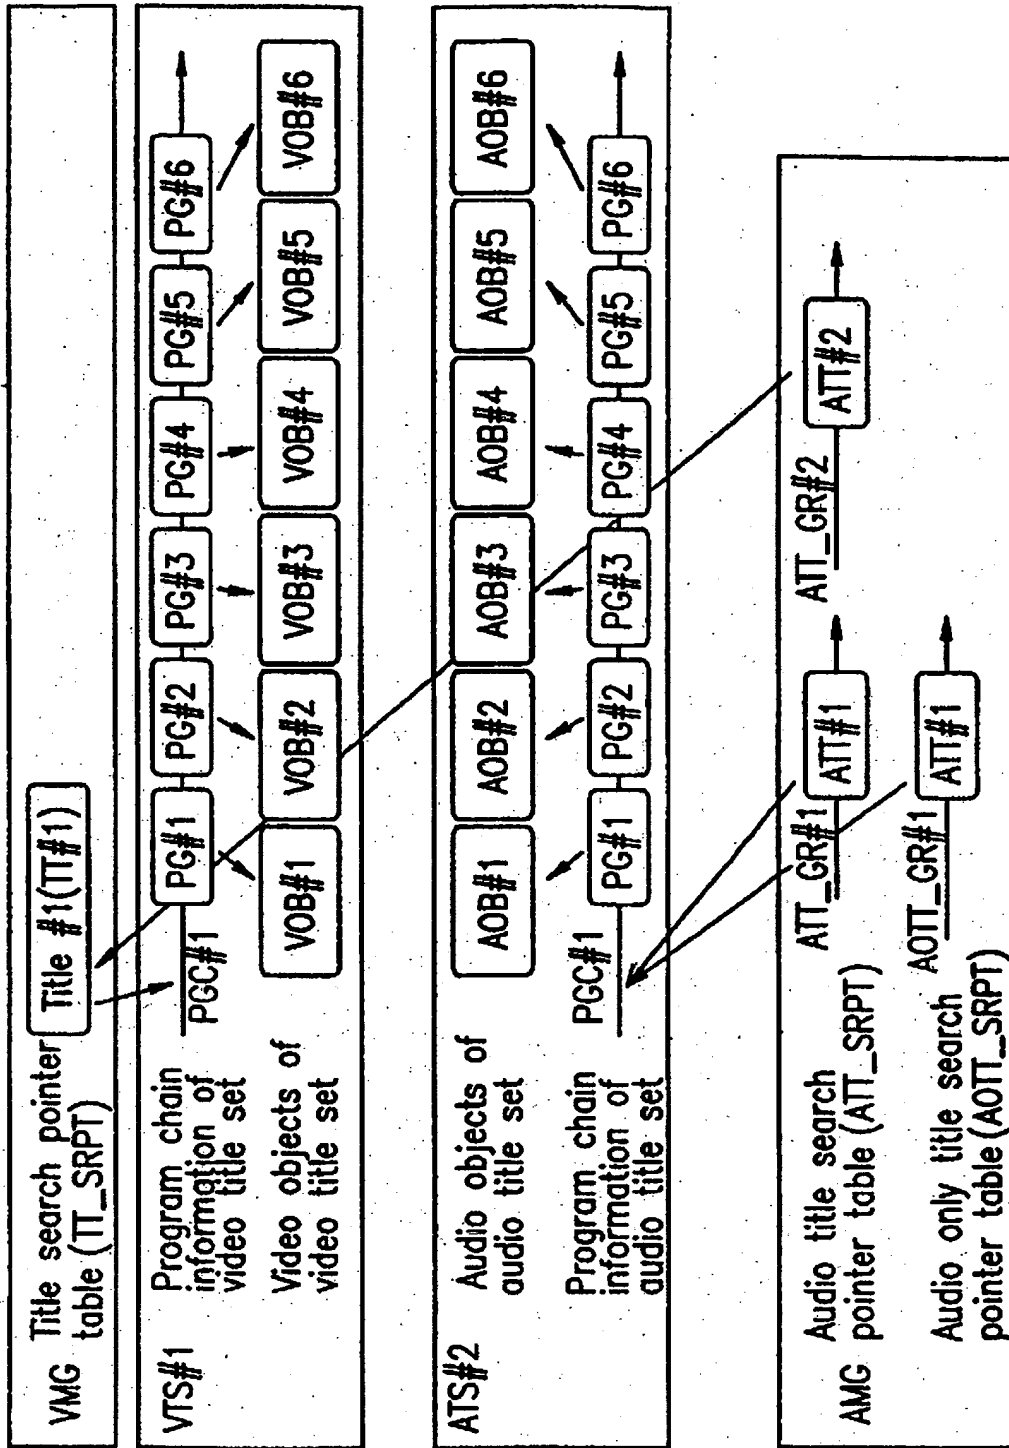 VMG
Title search pointer
table (TT_SRPT)
Title #1(TT#1)
VTS#1
Program chain
information of
video title set
PGC#1
PG#1
PG#2
PG#3
PG#4
PG#5
PG#6
Video objects of
video title set
VOB#1
VOB#2
VOB#3
VOB#4
VOB#5
VOB#6
ATS#2
Audio objects of
audio title set
AOB#1
AOB#2
AOB#3
AOB#4
AOB#5
AOB#6
Program chain
information of
audio title set
PGC#1
PG#1
PG#2
PG#3
PG#4
PG#5
PG#6
AMG
Audio title search
pointer table (ATT_SRPT)
ATT_GR#1
ATT#1
ATT_GR#2
ATT#2
Audio only title search
pointer table (AOTT_SRPT)
AOTT_GR#1
ATT#1